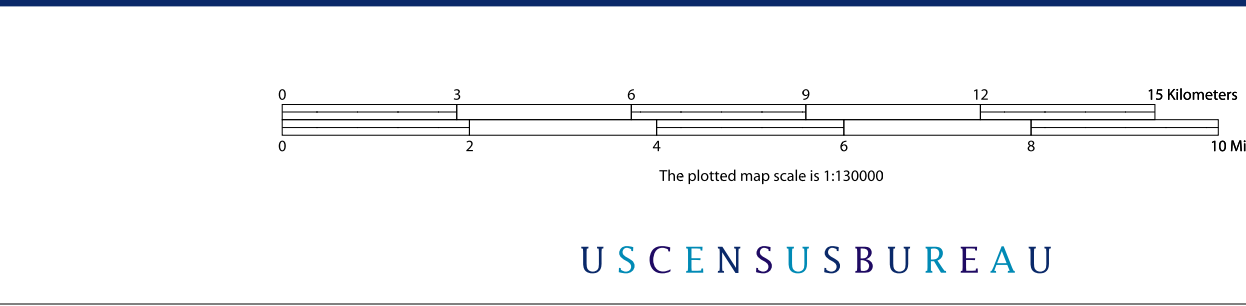 0 3 6 9 12 15 Kilometers
0 2 4 6 8 10 Mi
The plotted map scale is 1:130000
USCENSUSBUREAU